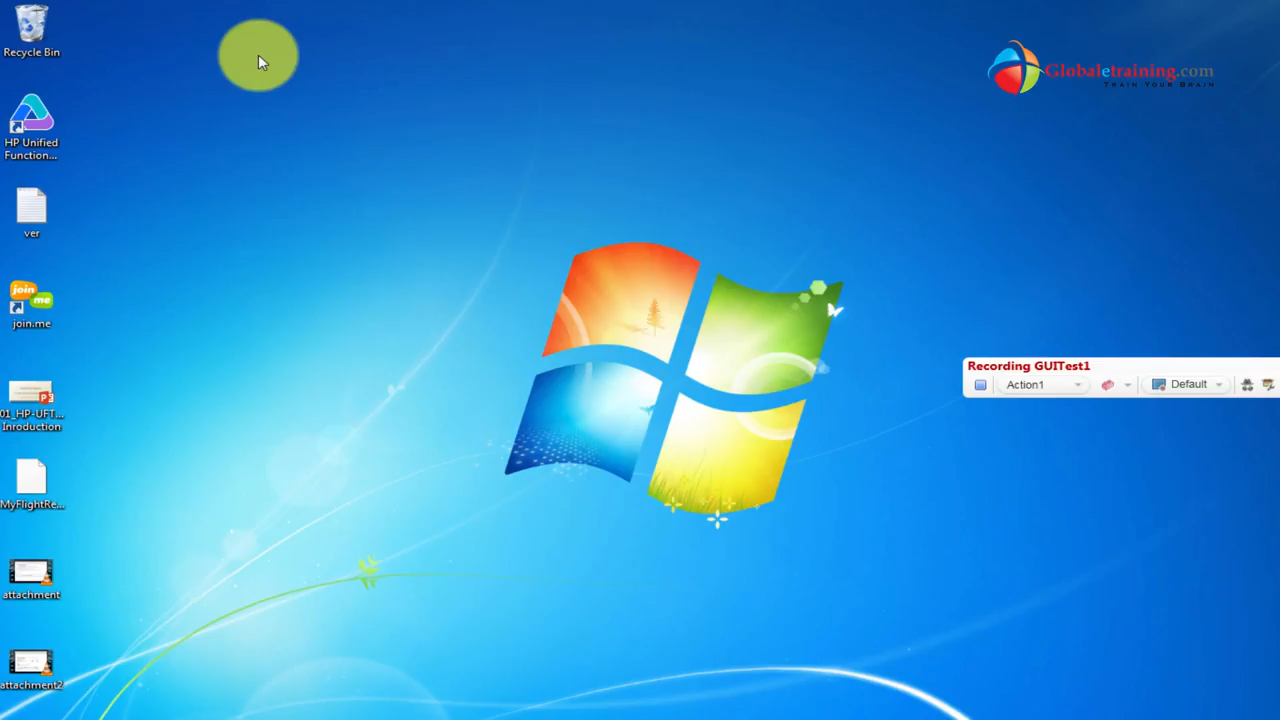 Recycle Bin
Globaletraining.com
TRAIN YOUR BRAIN
HP Unified
Function...
ver
join
me
join.me
Recording GUITest1
Action1
Default
01_HP-UFT...
Inroduction
MyFlightRe...
attachment
attachment2